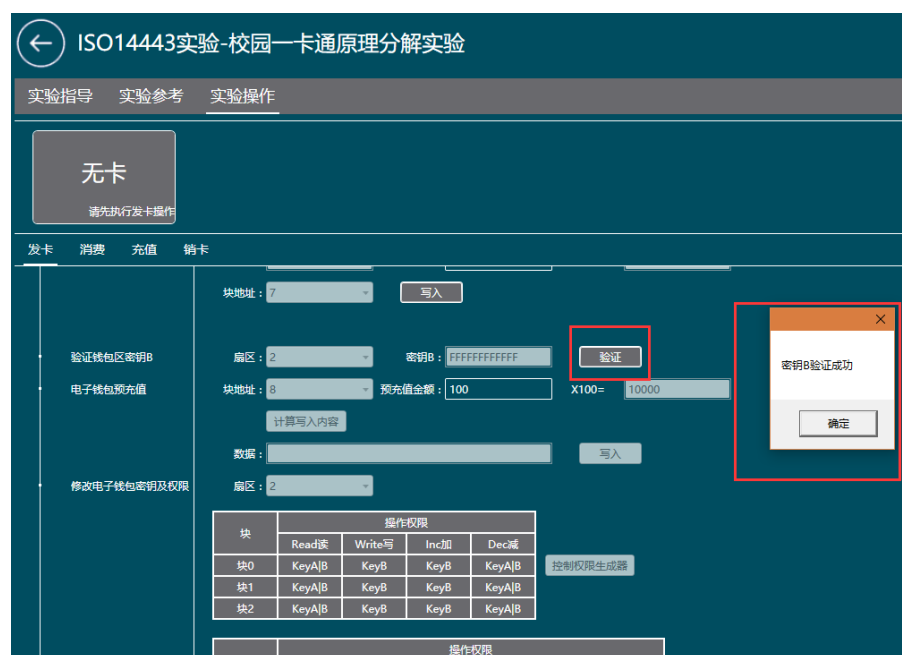 ISO14443实验-校园一卡通原理分解实验
实验指导 实验参考 实验操作
无卡
请先执行发卡操作
发卡 消费 充值 销卡
块地址: 7 写入
验证钱包区密钥B 扇区: 2 密钥B: FFFFFFFFFFFF 验证
密钥B验证成功
确定
电子钱包预充值 块地址: 8 预充值金额: 100 X100= 10000
计算写入内容
数据: 写入
修改电子钱包密钥及权限 扇区: 2
块 操作权限
Read读 Write写 Inc加 Dec减
块0 KeyA|B KeyB KeyB KeyA|B 控制权限生成器
块1 KeyA|B KeyB KeyB KeyA|B
块2 KeyA|B KeyB KeyB KeyA|B
操作权限